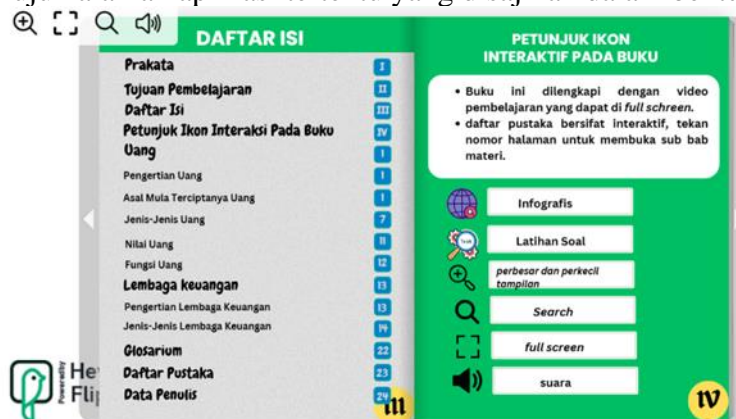 DAFTAR ISI
Prakata I
Tujuan Pembelajaran II
Daftar Isi III
Petunjuk Ikon Interaksi Pada Buku IV
Uang 1
Pengertian Uang 1
Asal Mula Terciptanya Uang 1
Jenis-Jenis Uang 7
Nilai Uang 11
Fungsi Uang 12
Lembaga keuangan 13
Pengertian Lembaga Keuangan 13
Jenis-Jenis Lembaga Keuangan 14
Glosarium 22
Daftar Pustaka 23
Data Penulis 24
III
Powered by
PETUNJUK IKON
INTERAKTIF PADA BUKU
• Buku ini dilengkapi dengan video
pembelajaran yang dapat di full schreen.
• daftar pustaka bersifat interaktif, tekan
nomor halaman untuk membuka sub bab
materi.
Infografis
Latihan Soal
perbesar dan perkecil
tampilan
Search
full screen
suara
IV